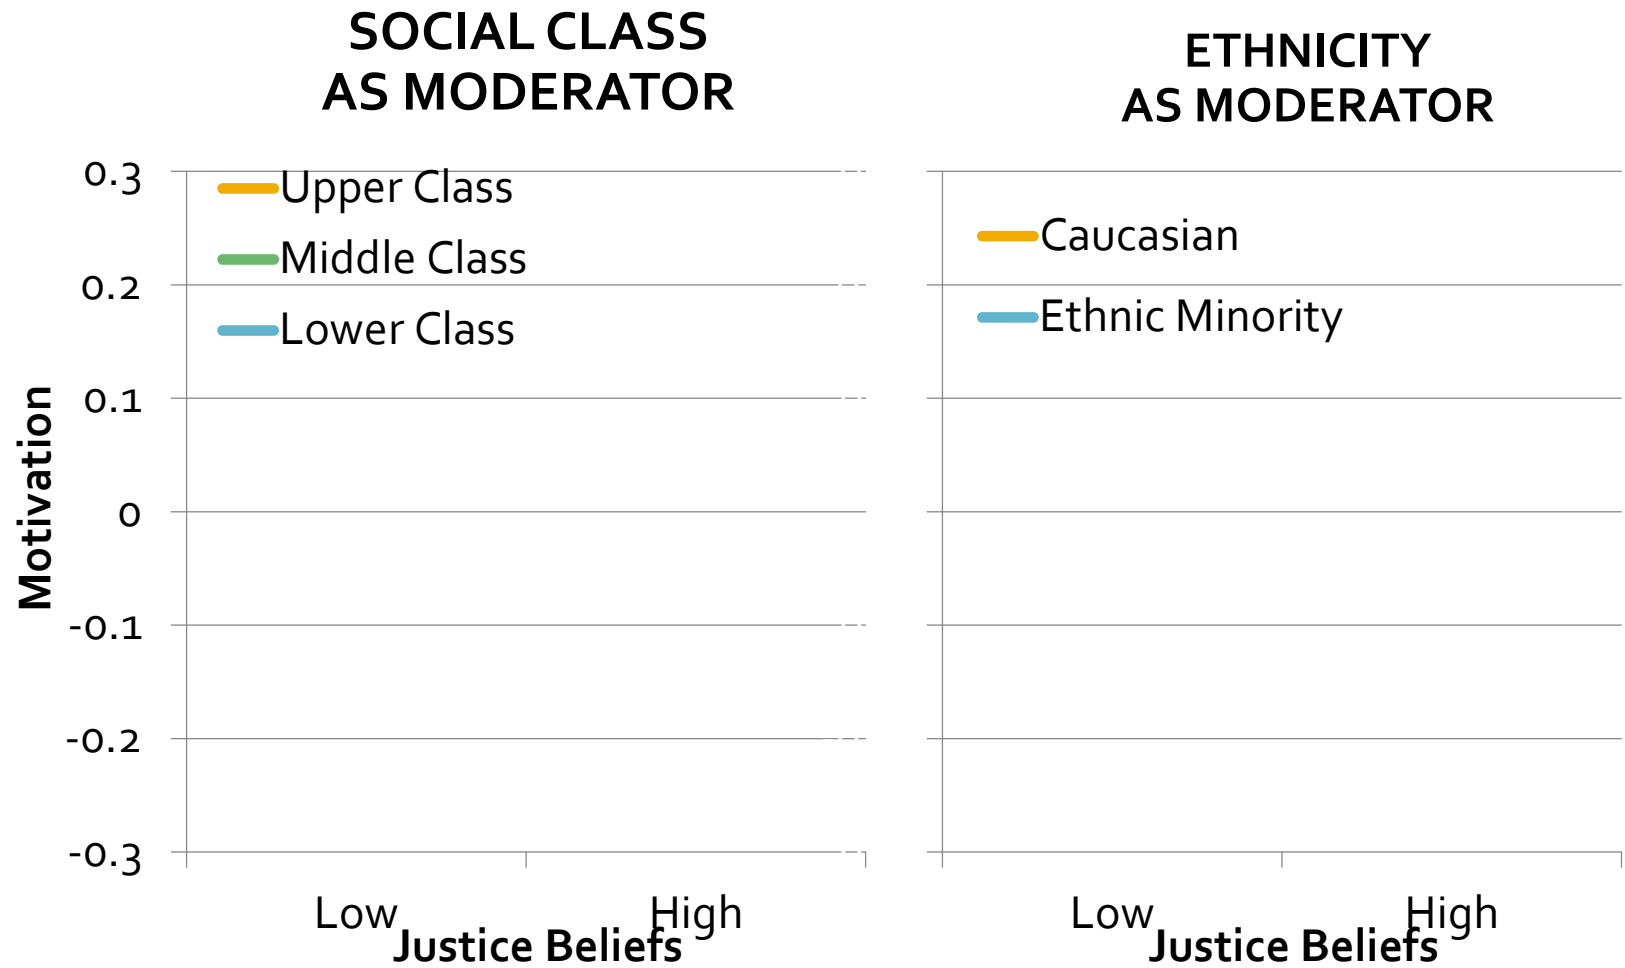 SOCIAL CLASS
AS MODERATOR
0.3
0.2
0.1
0
-0.1
-0.2
-0.3
Motivation
Upper Class
Middle Class
Lower Class
Low
High
Justice Beliefs
ETHNICITY
AS MODERATOR
Caucasian
Ethnic Minority
Low
High
Justice Beliefs